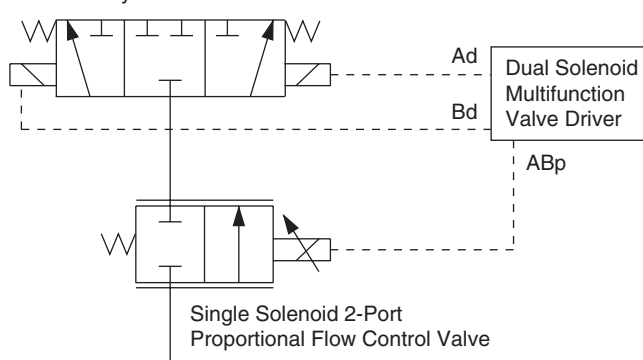 Ad
Dual Solenoid
Multifunction
Valve Driver
Bd
ABp
Single Solenoid 2-Port
Proportional Flow Control Valve